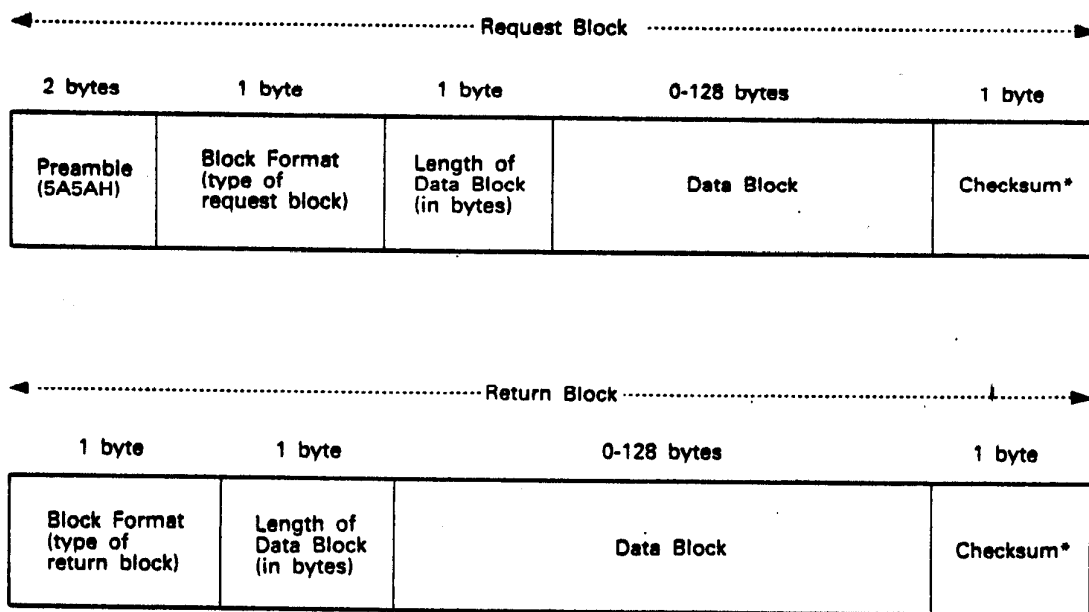 Request Block
2 bytes 1 byte 1 byte 0-128 bytes 1 byte
Preamble
(5A5AH)
Block Format
(type of
request block)
Length of
Data Block
(in bytes)
Data Block
Checksum*
Return Block
1 byte 1 byte 0-128 bytes 1 byte
Block Format
(type of
return block)
Length of
Data Block
(in bytes)
Data Block
Checksum*